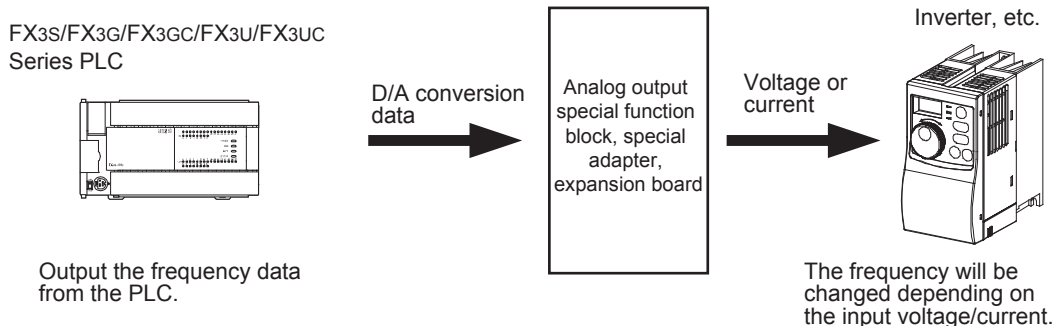 FX3S/FX3G/FX3GC/FX3U/FX3UC
Series PLC
D/A conversion
data
Analog output
special function
block, special
adapter,
expansion board
Voltage or
current
Inverter, etc.
Output the frequency data
from the PLC.
The frequency will be
changed depending on
the input voltage/current.